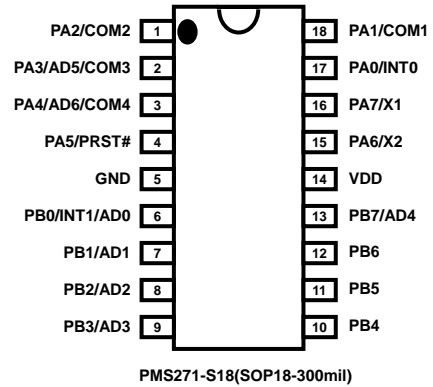 PA2/COM2 1 18 PA1/COM1
PA3/AD5/COM3 2 17 PA0/INT0
PA4/AD6/COM4 3 16 PA7/X1
PA5/PRST# 4 15 PA6/X2
GND 5 14 VDD
PB0/INT1/AD0 6 13 PB7/AD4
PB1/AD1 7 12 PB6
PB2/AD2 8 11 PB5
PB3/AD3 9 10 PB4
PMS271-S18(SOP18-300mil)